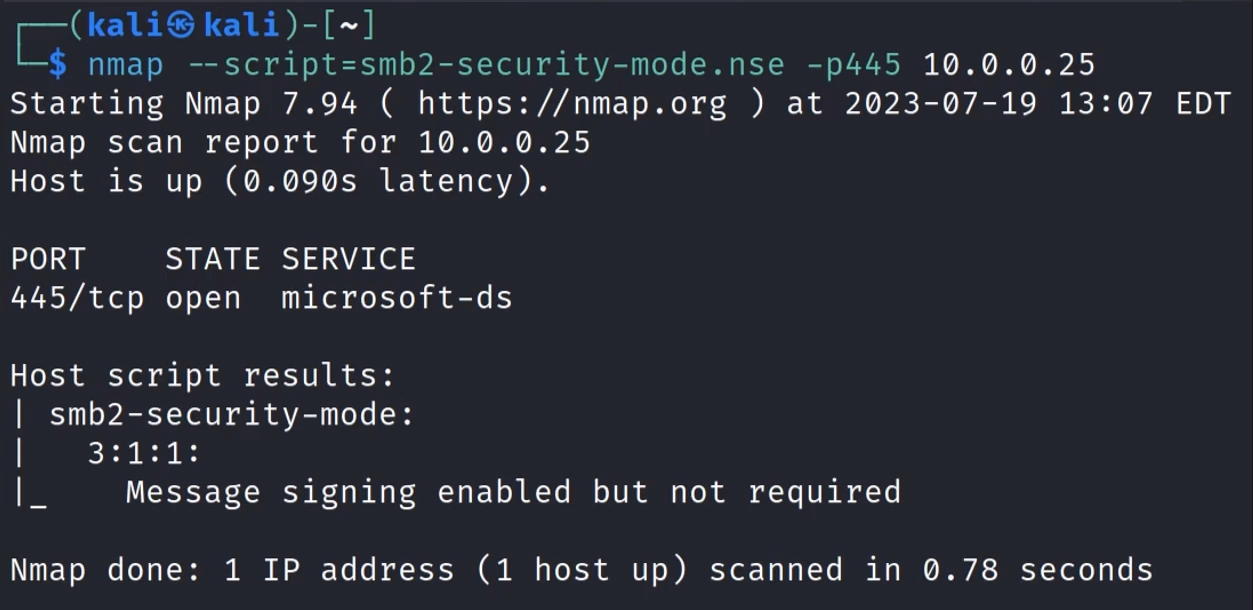 ┌──(kali㉿kali)-[~]
└─$ nmap --script=smb2-security-mode.nse -p445 10.0.0.25
Starting Nmap 7.94 ( https://nmap.org ) at 2023-07-19 13:07 EDT
Nmap scan report for 10.0.0.25
Host is up (0.090s latency).

PORT    STATE SERVICE
445/tcp open  microsoft-ds

Host script results:
| smb2-security-mode:
|   3:1:1:
|_    Message signing enabled but not required

Nmap done: 1 IP address (1 host up) scanned in 0.78 seconds